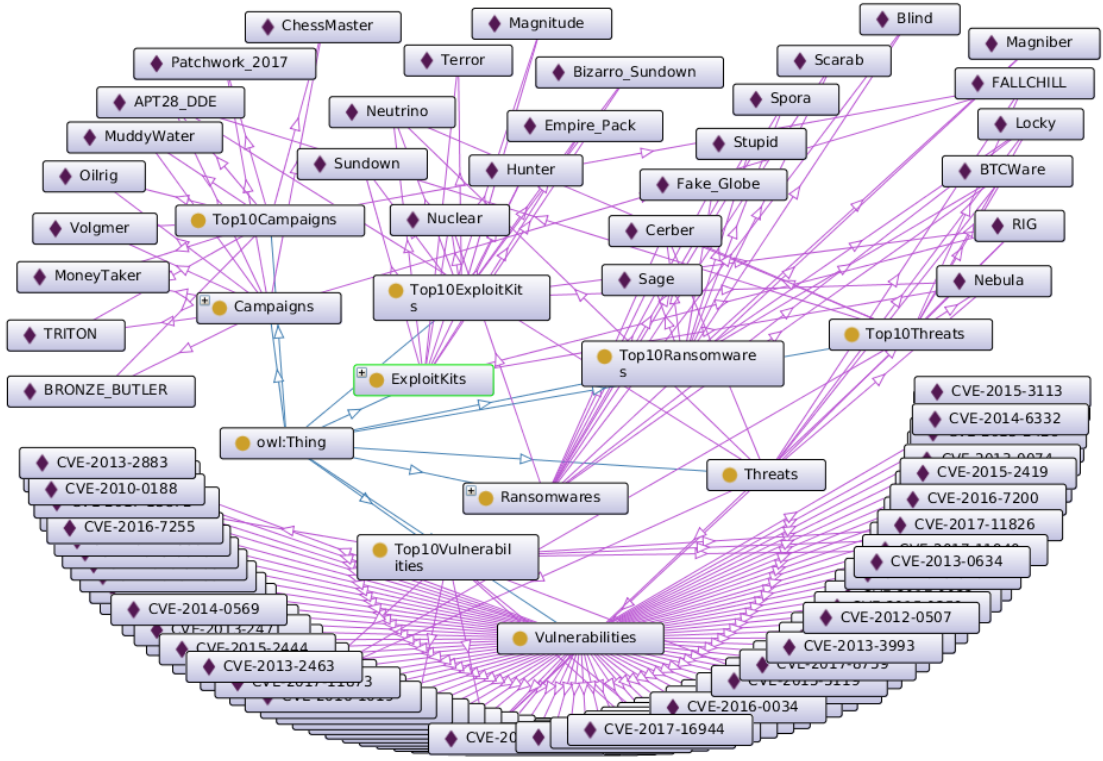 ChessMaster
Magnitude
Blind
Magniber
Patchwork_2017
Terror
Bizarro_Sundown
Scarab
FALLCHILL
APT28_DDE
Neutrino
Spora
Empire_Pack
Locky
MuddyWater
Stupid
Sundown
Hunter
BTCWare
Oilrig
Fake_Globe
Top10Campaigns
Nuclear
Cerber
RIG
Volgmer
MoneyTaker
Top10ExploitKit
s
Sage
Nebula
Campaigns
TRITON
Top10Ransomware
s
Top10Threats
ExploitKits
BRONZE_BUTLER
CVE-2015-3113
CVE-2014-6332
owl:Thing
CVE-2013-2883
CVE-2015-2419
Threats
CVE-2010-0188
Ransomwares
CVE-2016-7200
CVE-2016-7255
CVE-2017-11826
Top10Vulnerabil
ities
CVE-2013-0634
CVE-2014-0569
CVE-2012-0507
Vulnerabilities
CVE-2013-3993
CVE-2013-2463
CVE-2016-0034
CVE-2017-16944
CVE-20